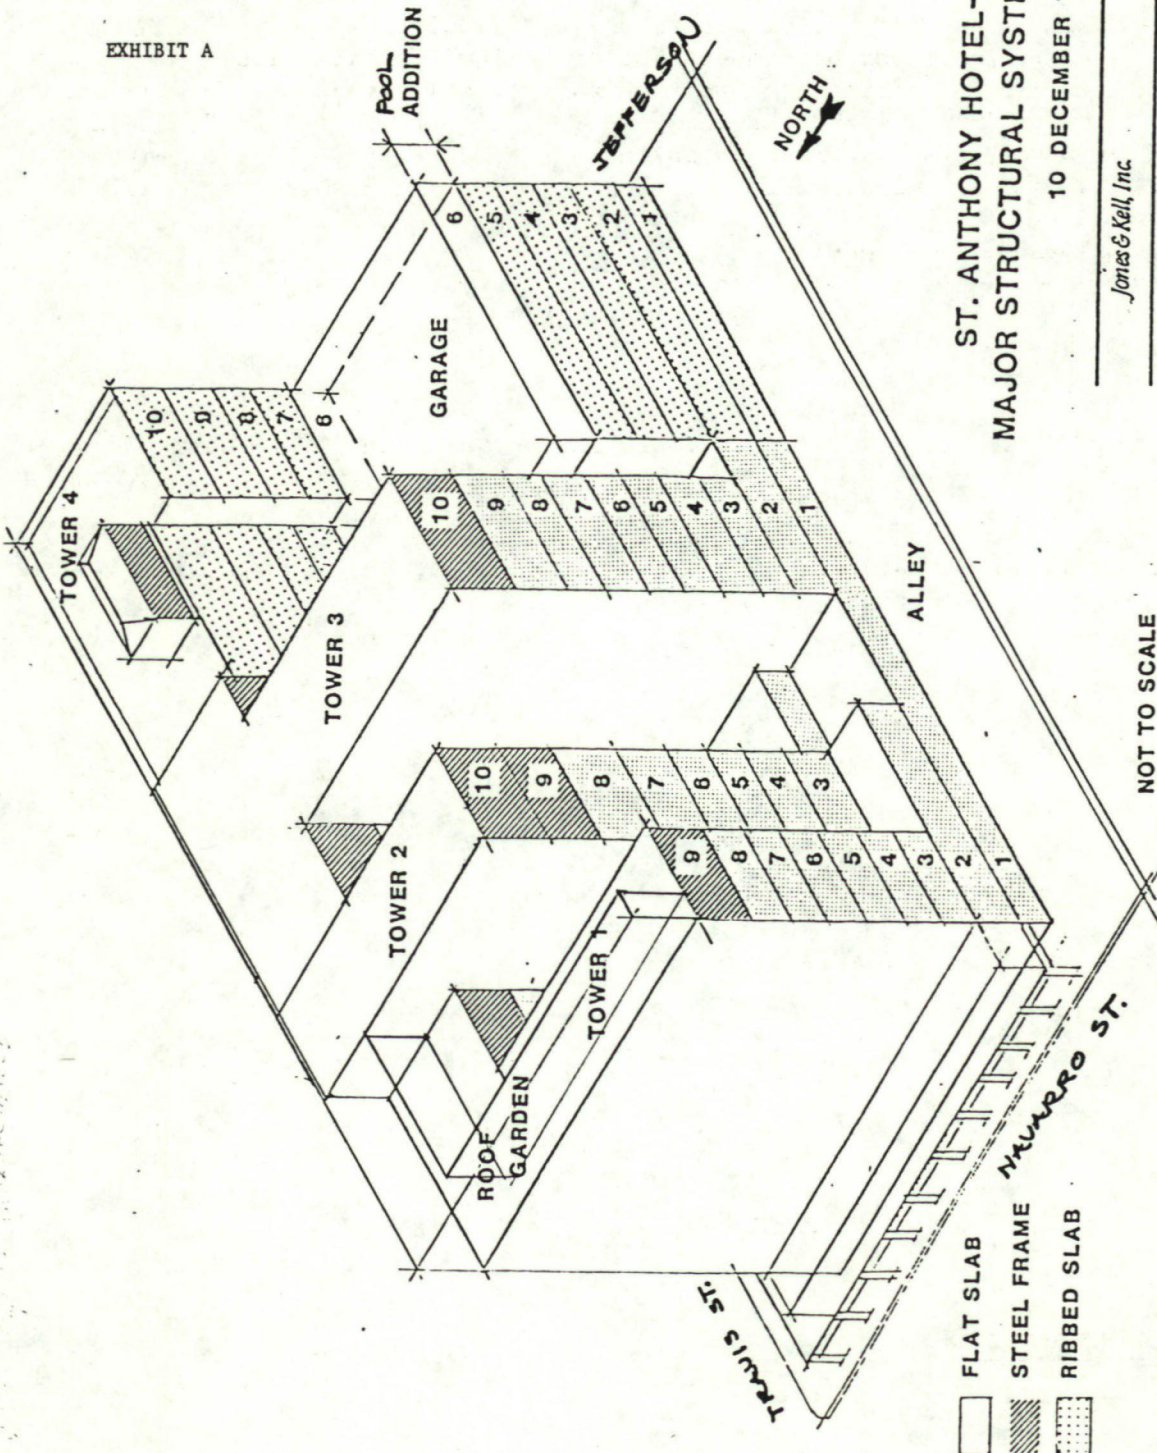 EXHIBIT A
POOL
ADDITION
JEFFERSON
NORTH
6
5
4
3
2
1
GARAGE
TOWER 4
10
9
8
7
6
TOWER 3
10
9
8
7
6
5
4
3
2
1
ALLEY
TOWER 2
10
9
8
7
6
5
4
3
TOWER 1
9
8
7
6
5
4
3
2
1
ROOF
GARDEN
TRAVIS ST.
NAVARRO ST.
NOT TO SCALE
FLAT SLAB
STEEL FRAME
RIBBED SLAB
ST. ANTHONY HOTEL-
MAJOR STRUCTURAL SYSTE
10 DECEMBER
Jones & Kell, Inc.